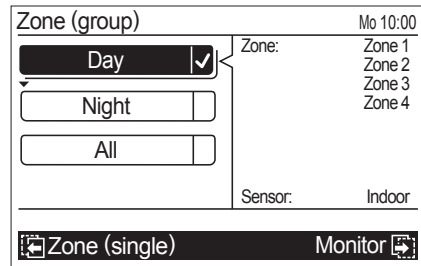 Zone (group) Mo 10:00
Day
Night
All
Zone: Zone 1
Zone 2
Zone 3
Zone 4
Sensor: Indoor
Zone (single) Monitor